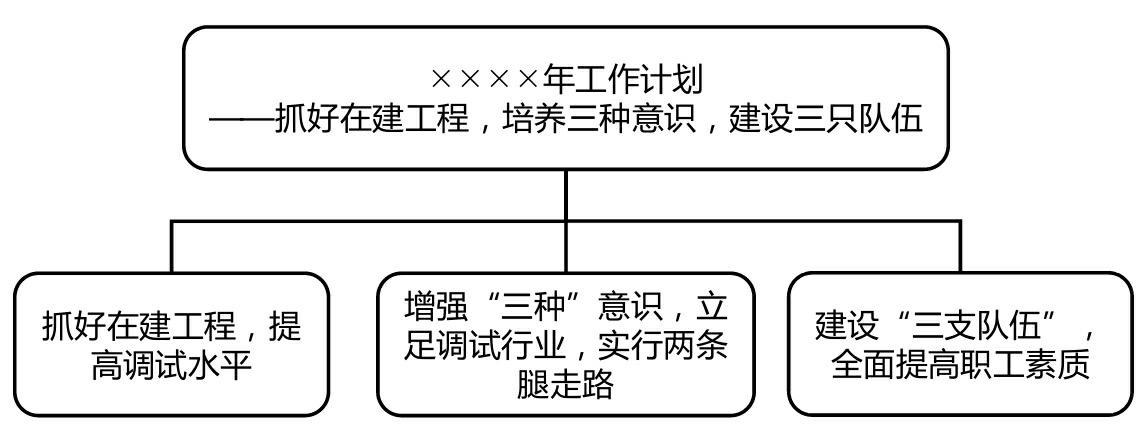 ××××年工作计划
——抓好在建工程，培养三种意识，建设三只队伍
抓好在建工程，提
高调试水平
增强“三种”意识，立
足调试行业，实行两条
腿走路
建设“三支队伍”，
全面提高职工素质